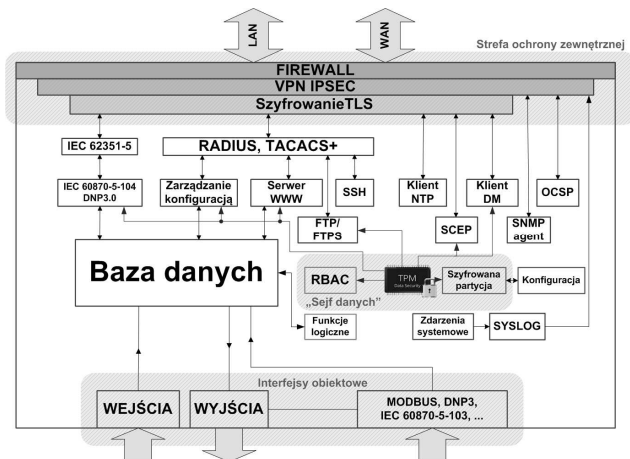 LAN
WAN
Strefa ochrony zewnętrznej
FIREWALL
VPN IPSEC
SzyfrowanieTLS
IEC 62351-5
RADIUS, TACACS+
IEC 60870-5-104
DNP3.0
Zarządzanie
konfiguracją
Serwer
WWW
SSH
Klient
NTP
Klient
DM
OCSP
FTP/
FTPS
SCEP
SNMP
agent
Baza danych
RBAC
TPM
Data Security
Szyfrowana
partycja
Konfiguracja
„Sejf danych”
Funkcje
logiczne
Zdarzenia
systemowe
SYSLOG
Interfejsy obiektowe
WEJŚCIA
WYJŚCIA
MODBUS, DNP3,
IEC 60870-5-103, ...